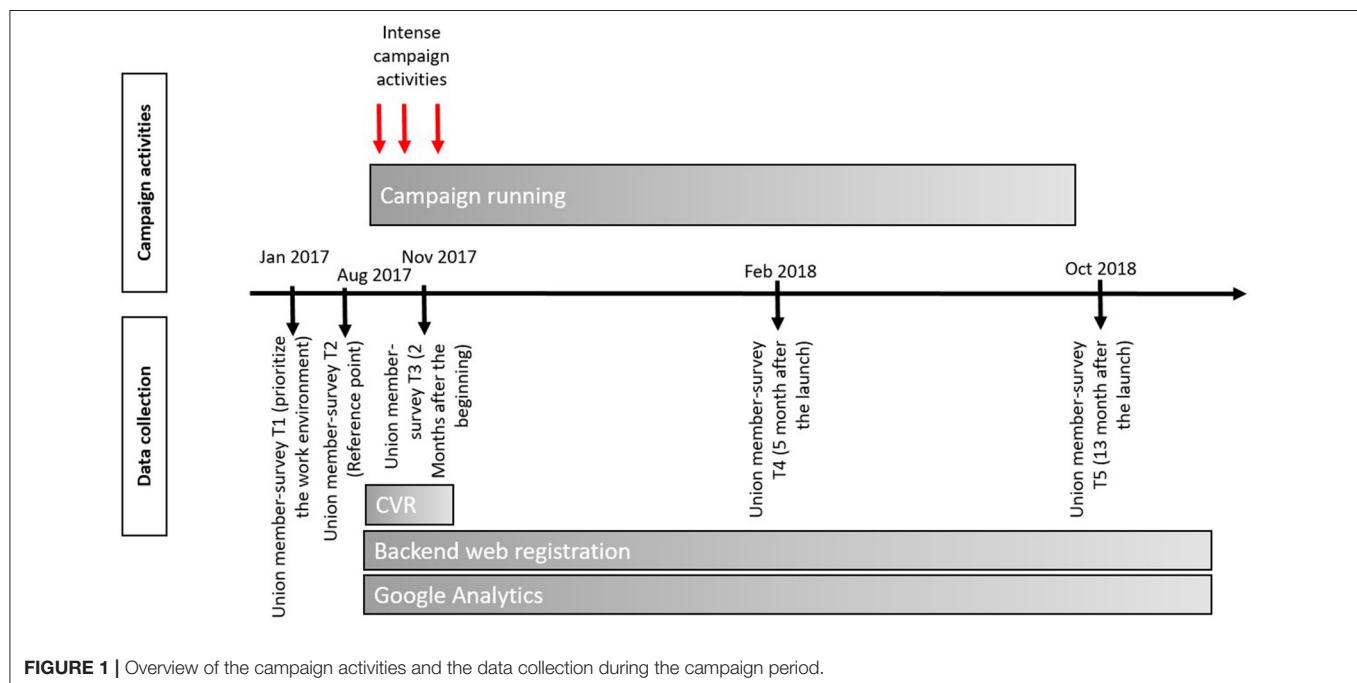 Intense
campaign
activities
Campaign activities
Campaign running
Jan 2017
Aug 2017
Nov 2017
Feb 2018
Oct 2018
Data collection
Union member-survey T1 (prioritize
the work environment)
Union member-survey T2
(Reference point)
Union member-
survey T3 (2
Months after the
beginning)
Union member-survey
T4 (5 month after
the launch)
Union member-survey
T5 (13 month after
the launch)
CVR
Backend web registration
Google Analytics
FIGURE 1 | Overview of the campaign activities and the data collection during the campaign period.